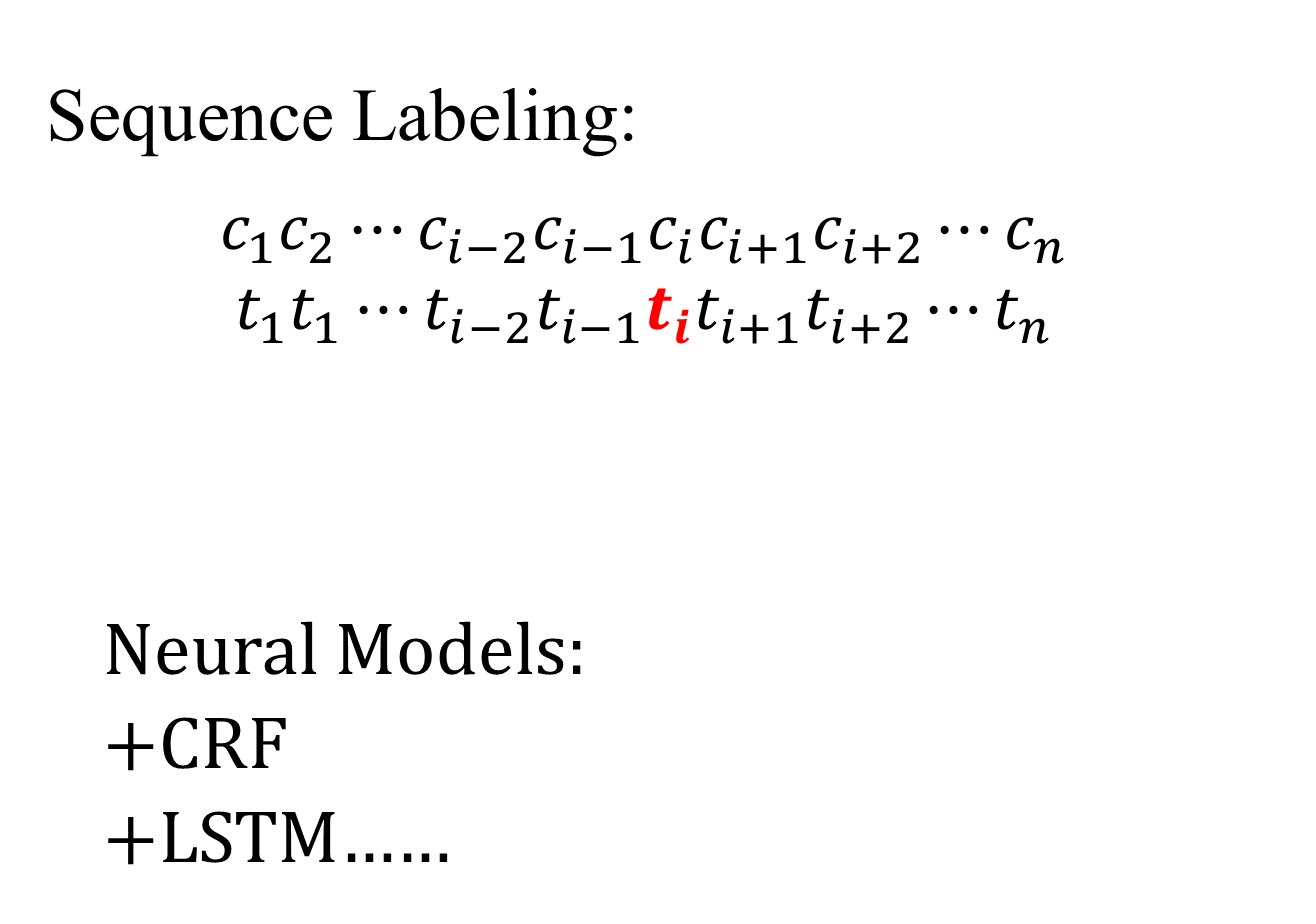 Sequence Labeling:
c₁c₂ ⋯ cᵢ₋₂cᵢ₋₁cᵢcᵢ₊₁cᵢ₊₂ ⋯ cₙ
t₁t₁ ⋯ tᵢ₋₂tᵢ₋₁tᵢtᵢ₊₁tᵢ₊₂ ⋯ tₙ
Neural Models:
+CRF
+LSTM……